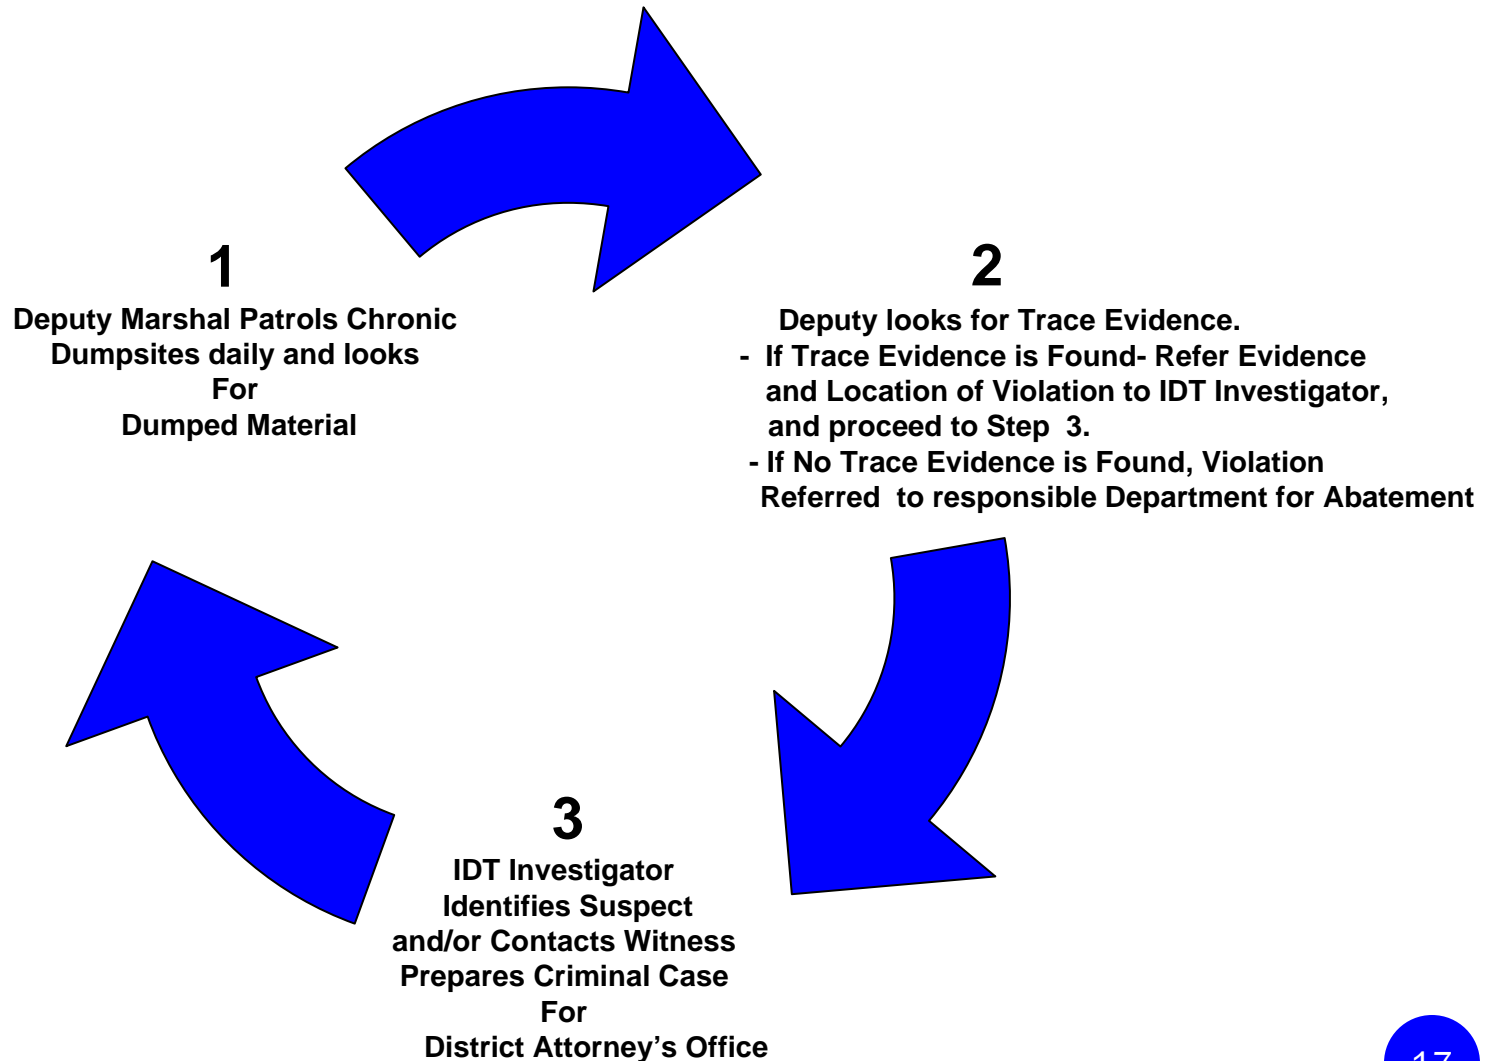 1
Deputy Marshal Patrols Chronic
Dumpsites daily and looks
For
Dumped Material
2
Deputy looks for Trace Evidence.
- If Trace Evidence is Found- Refer Evidence
and Location of Violation to IDT Investigator,
and proceed to Step 3.
- If No Trace Evidence is Found, Violation
Referred to responsible Department for Abatement
3
IDT Investigator
Identifies Suspect
and/or Contacts Witness
Prepares Criminal Case
For
District Attorney's Office
17